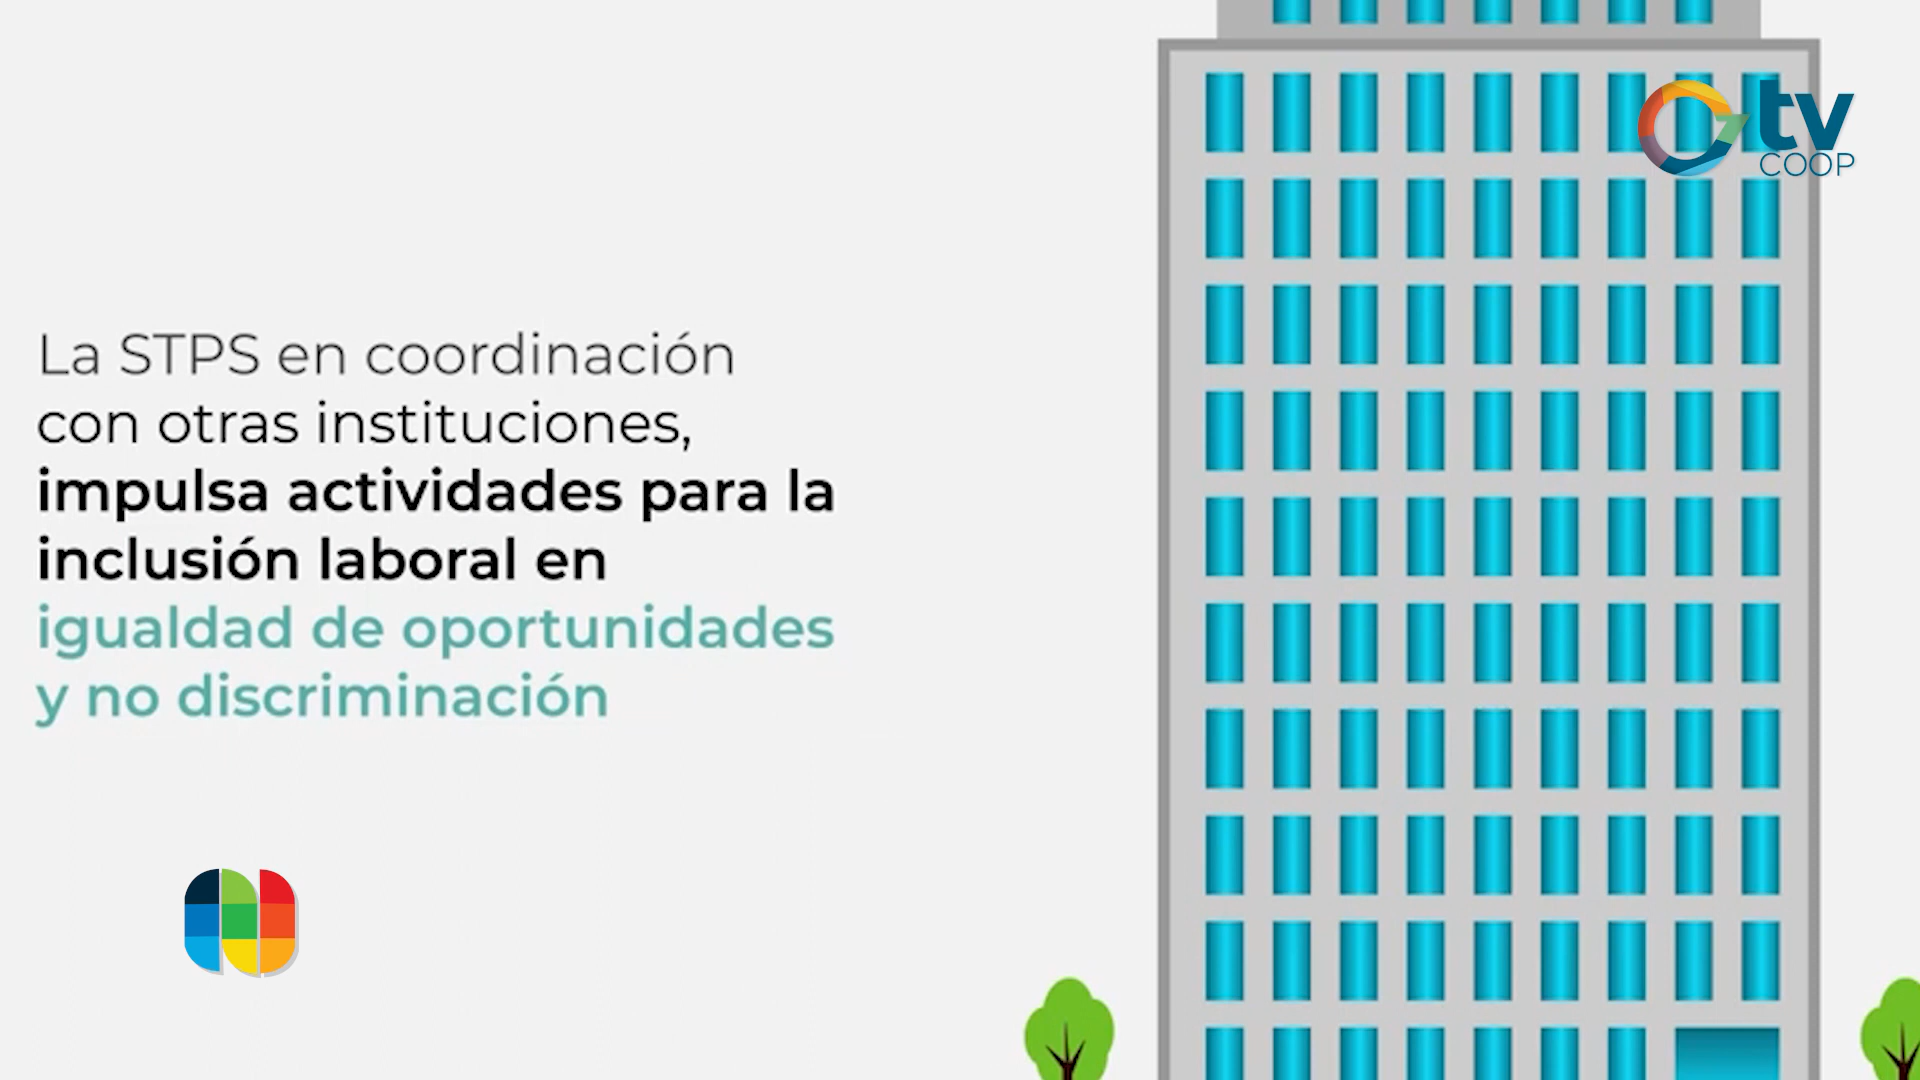 tv
COOP
La STPS en coordinación
con otras instituciones,
impulsa actividades para la
inclusión laboral en
igualdad de oportunidades
y no discriminación